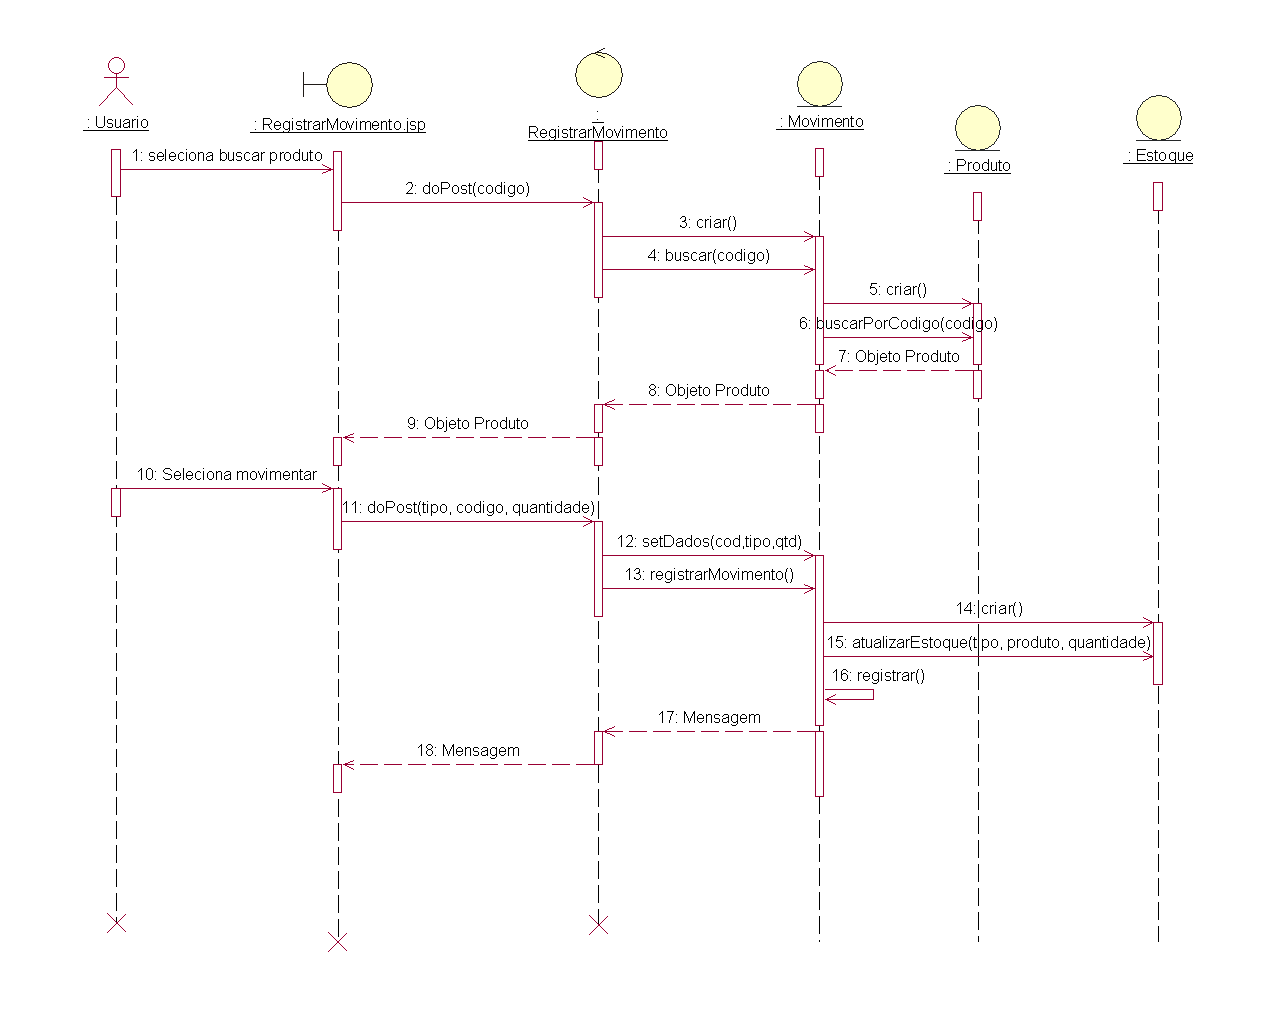 : Usuario
: RegistrarMovimento.jsp
:
RegistrarMovimento
: Movimento
: Produto
: Estoque
1: seleciona buscar produto
2: doPost(codigo)
3: criar()
4: buscar(codigo)
5: criar()
6: buscarPorCodigo(codigo)
7: Objeto Produto
8: Objeto Produto
9: Objeto Produto
10: Seleciona movimentar
11: doPost(tipo, codigo, quantidade)
12: setDados(cod,tipo,qtd)
13: registrarMovimento()
14: criar()
15: atualizarEstoque(tipo, produto, quantidade)
16: registrar()
17: Mensagem
18: Mensagem